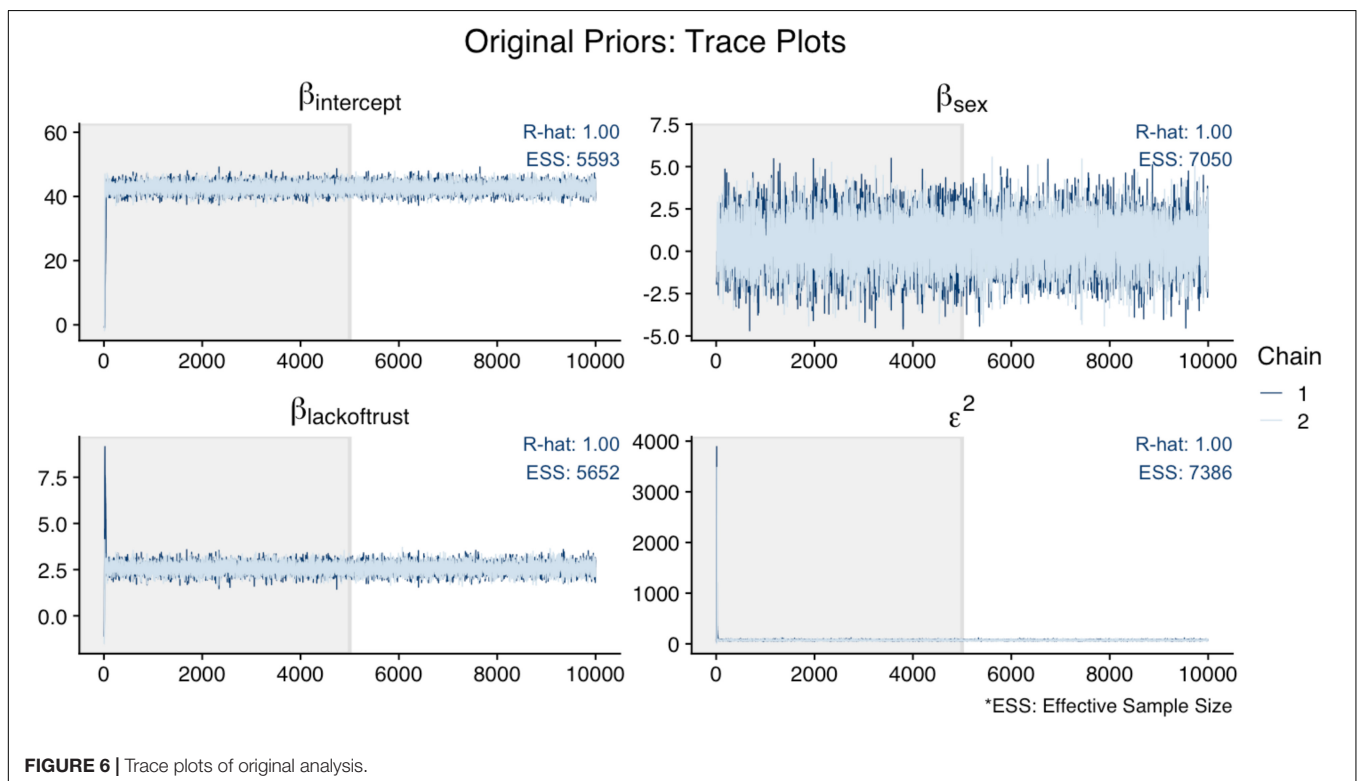 Original Priors: Trace Plots
βintercept
R-hat: 1.00
ESS: 5593
60
40
20
0
0 2000 4000 6000 8000 10000
βsex
R-hat: 1.00
ESS: 7050
7.5
5.0
2.5
0.0
-2.5
-5.0
0 2000 4000 6000 8000 10000
βlackoftrust
R-hat: 1.00
ESS: 5652
7.5
5.0
2.5
0.0
0 2000 4000 6000 8000 10000
ε²
R-hat: 1.00
ESS: 7386
4000
3000
2000
1000
0
0 2000 4000 6000 8000 10000
Chain
1
2
*ESS: Effective Sample Size
FIGURE 6 | Trace plots of original analysis.